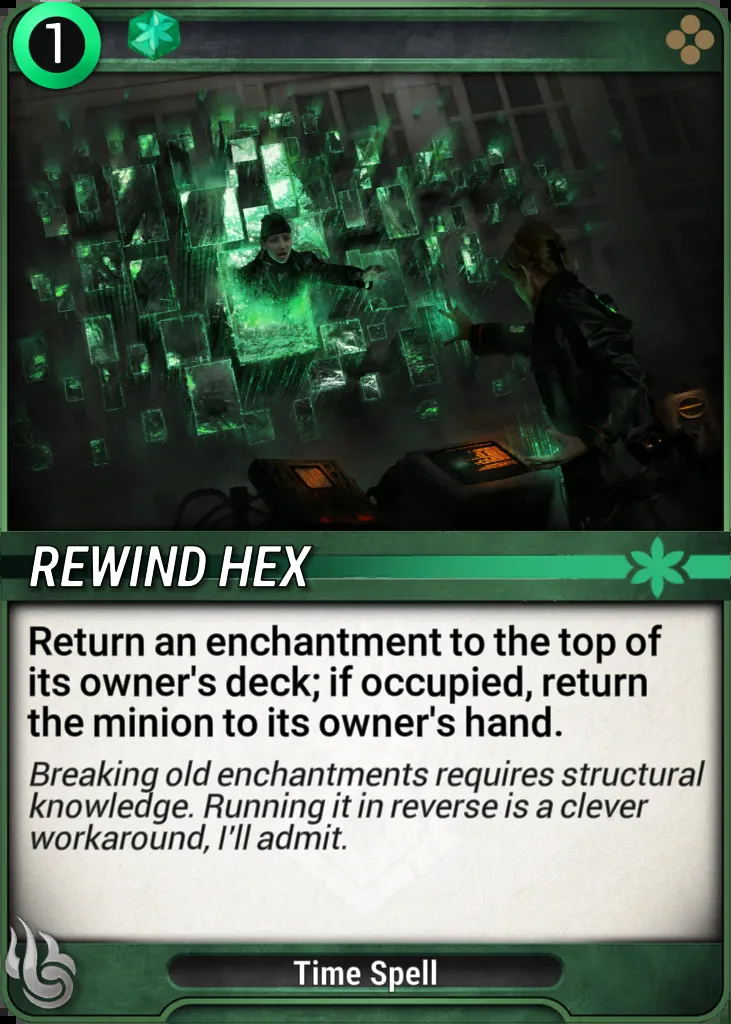 1
REWIND HEX
Return an enchantment to the top of
its owner's deck; if occupied, return
the minion to its owner's hand.
Breaking old enchantments requires structural
knowledge. Running it in reverse is a clever
workaround, I'll admit.
Time Spell